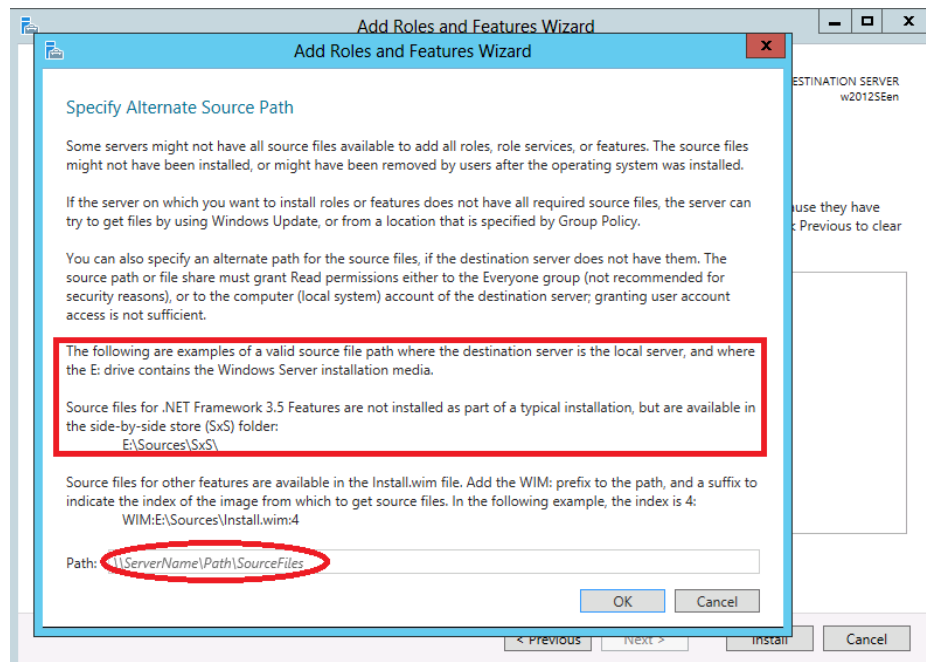 Add Roles and Features Wizard
Add Roles and Features Wizard
ESTINATION SERVER
w2012SEen
Specify Alternate Source Path
Some servers might not have all source files available to add all roles, role services, or features. The source files
might not have been installed, or might have been removed by users after the operating system was installed.
If the server on which you want to install roles or features does not have all required source files, the server can
try to get files by using Windows Update, or from a location that is specified by Group Policy.
ause they have
k Previous to clear
You can also specify an alternate path for the source files, if the destination server does not have them. The
source path or file share must grant Read permissions either to the Everyone group (not recommended for
security reasons), or to the computer (local system) account of the destination server; granting user account
access is not sufficient.
The following are examples of a valid source file path where the destination server is the local server, and where
the E: drive contains the Windows Server installation media.
Source files for .NET Framework 3.5 Features are not installed as part of a typical installation, but are available in
the side-by-side store (SxS) folder:
E:\Sources\SxS\
Source files for other features are available in the Install.wim file. Add the WIM: prefix to the path, and a suffix to
indicate the index of the image from which to get source files. In the following example, the index is 4:
WIM:E:\Sources\Install.wim:4
Path: \\ServerName\Path\SourceFiles
OK Cancel
< Previous Next > Install Cancel